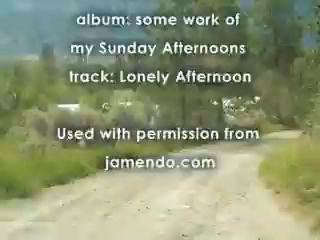 album: some work of
my Sunday Afternoons
track: Lonely Afternoon
Used with permission from
jamendo.com